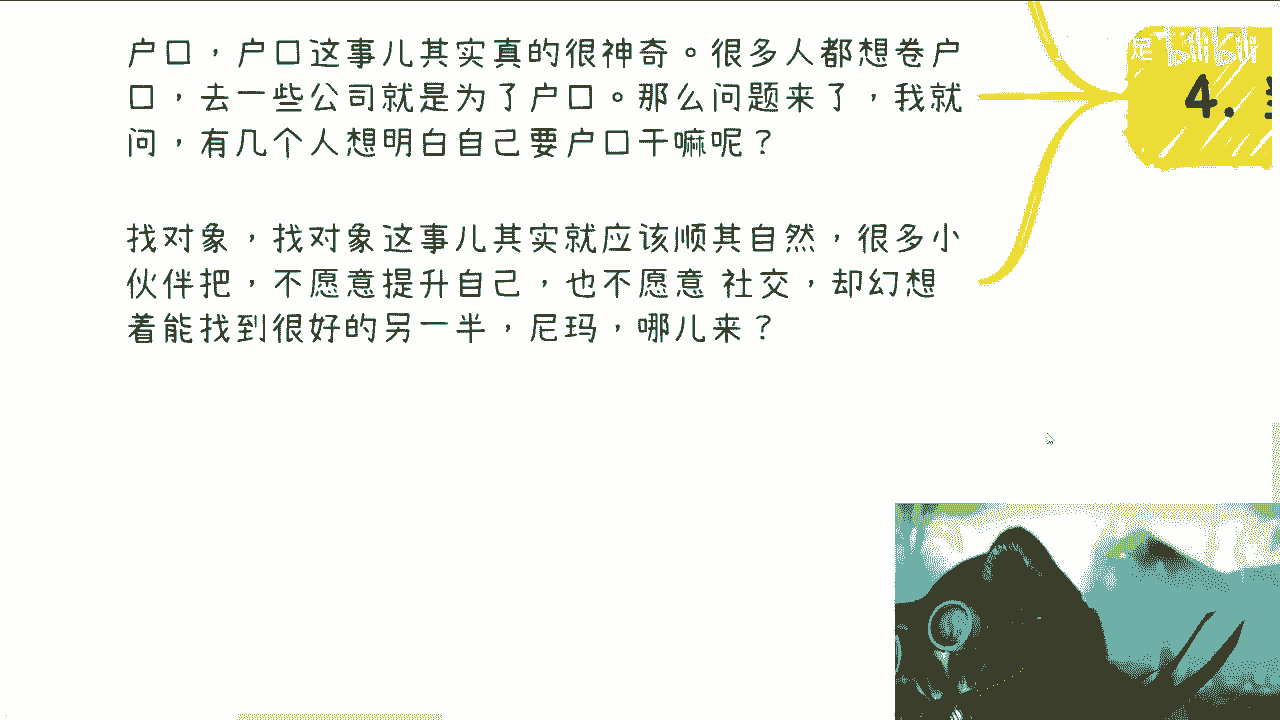 户口，户口这事儿其实真的很神奇。很多人都想卷户
口，去一些公司就是为了户口。那么问题来了，我就
问，有几个人想明白自己要户口干嘛呢？
找对象，找对象这事儿其实就应该顺其自然，很多小
伙伴把，不愿意提升自己，也不愿意 社交，却幻想
着能找到很好的另一半，尼玛，哪儿来？
4.
bilibili